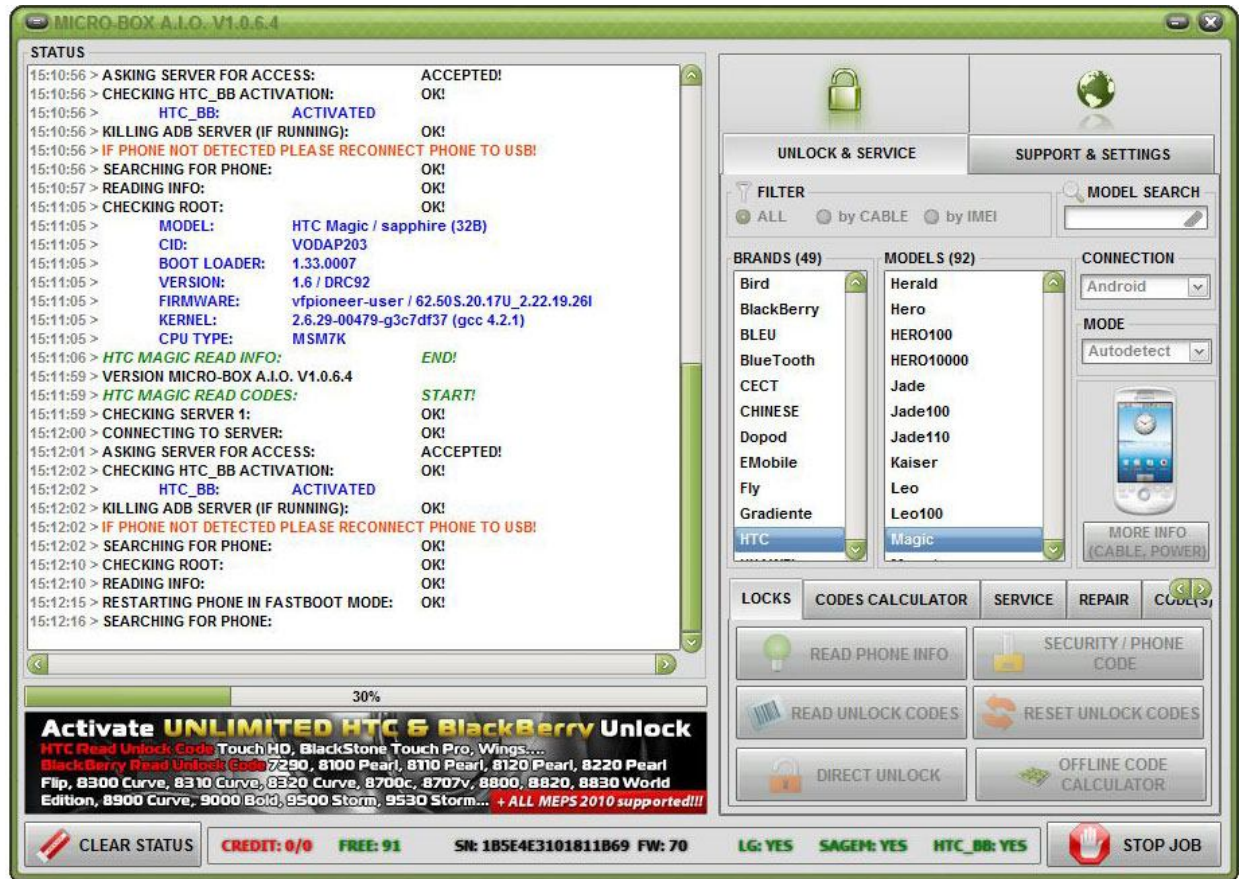 MICRO-BOX A.I.O. V1.0.6.4
STATUS
15:10:56 > ASKING SERVER FOR ACCESS: ACCEPTED!
15:10:56 > CHECKING HTC_BB ACTIVATION: OK!
15:10:56 > HTC_BB: ACTIVATED
15:10:56 > KILLING ADB SERVER (IF RUNNING): OK!
15:10:56 > IF PHONE NOT DETECTED PLEASE RECONNECT PHONE TO USB!
15:10:56 > SEARCHING FOR PHONE: OK!
15:10:57 > READING INFO: OK!
15:11:05 > CHECKING ROOT: OK!
15:11:05 > MODEL: HTC Magic / sapphire (32B)
15:11:05 > CID: VODAP203
15:11:05 > BOOT LOADER: 1.33.0007
15:11:05 > VERSION: 1.6 / DRC92
15:11:05 > FIRMWARE: vfpioneer-user / 62.50S.20.17U_2.22.19.26I
15:11:05 > KERNEL: 2.6.29-00479-g3c7df37 (gcc 4.2.1)
15:11:05 > CPU TYPE: MSM7K
15:11:06 > HTC MAGIC READ INFO: END!
15:11:59 > VERSION MICRO-BOX A.I.O. V1.0.6.4
15:11:59 > HTC MAGIC READ CODES: START!
15:11:59 > CHECKING SERVER 1: OK!
15:12:00 > CONNECTING TO SERVER: OK!
15:12:01 > ASKING SERVER FOR ACCESS: ACCEPTED!
15:12:02 > CHECKING HTC_BB ACTIVATION: OK!
15:12:02 > HTC_BB: ACTIVATED
15:12:02 > KILLING ADB SERVER (IF RUNNING): OK!
15:12:02 > IF PHONE NOT DETECTED PLEASE RECONNECT PHONE TO USB!
15:12:02 > SEARCHING FOR PHONE: OK!
15:12:10 > CHECKING ROOT: OK!
15:12:10 > READING INFO: OK!
15:12:15 > RESTARTING PHONE IN FASTBOOT MODE: OK!
15:12:16 > SEARCHING FOR PHONE:
30%
Activate UNLIMITED HTC & BlackBerry Unlock
HTC Read Unlock Code Touch HD, BlackStone Touch Pro, Wings....
BlackBerry Read Unlock Code 7290, 8100 Pearl, 8110 Pearl, 8120 Pearl, 8220 Pearl
Flip, 8300 Curve, 8310 Curve, 8320 Curve, 8700c, 8707v, 8800, 8820, 8830 World
Edition, 8900 Curve, 9000 Bold, 9500 Storm, 9530 Storm... + ALL MEPS 2010 supported!!!
UNLOCK & SERVICE
SUPPORT & SETTINGS
FILTER
ALL
by CABLE
by IMEI
MODEL SEARCH
BRANDS (49)
Bird
BlackBerry
BLEU
BlueTooth
CECT
CHINESE
Dopod
EMobile
Fly
Gradiente
HTC
MODELS (92)
Herald
Hero
HERO100
HERO10000
Jade
Jade100
Jade110
Kaiser
Leo
Leo100
Magic
CONNECTION
Android
MODE
Autodetect
MORE INFO
(CABLE, POWER)
LOCKS
CODES CALCULATOR
SERVICE
REPAIR
CODE(S)
READ PHONE INFO
SECURITY / PHONE
CODE
READ UNLOCK CODES
RESET UNLOCK CODES
DIRECT UNLOCK
OFFLINE CODE
CALCULATOR
CLEAR STATUS
CREDIT: 0/0
FREE: 91
SN: 1B5E4E3101811B69 FW: 70
LG: YES
SAGEM: YES
HTC_BB: YES
STOP JOB